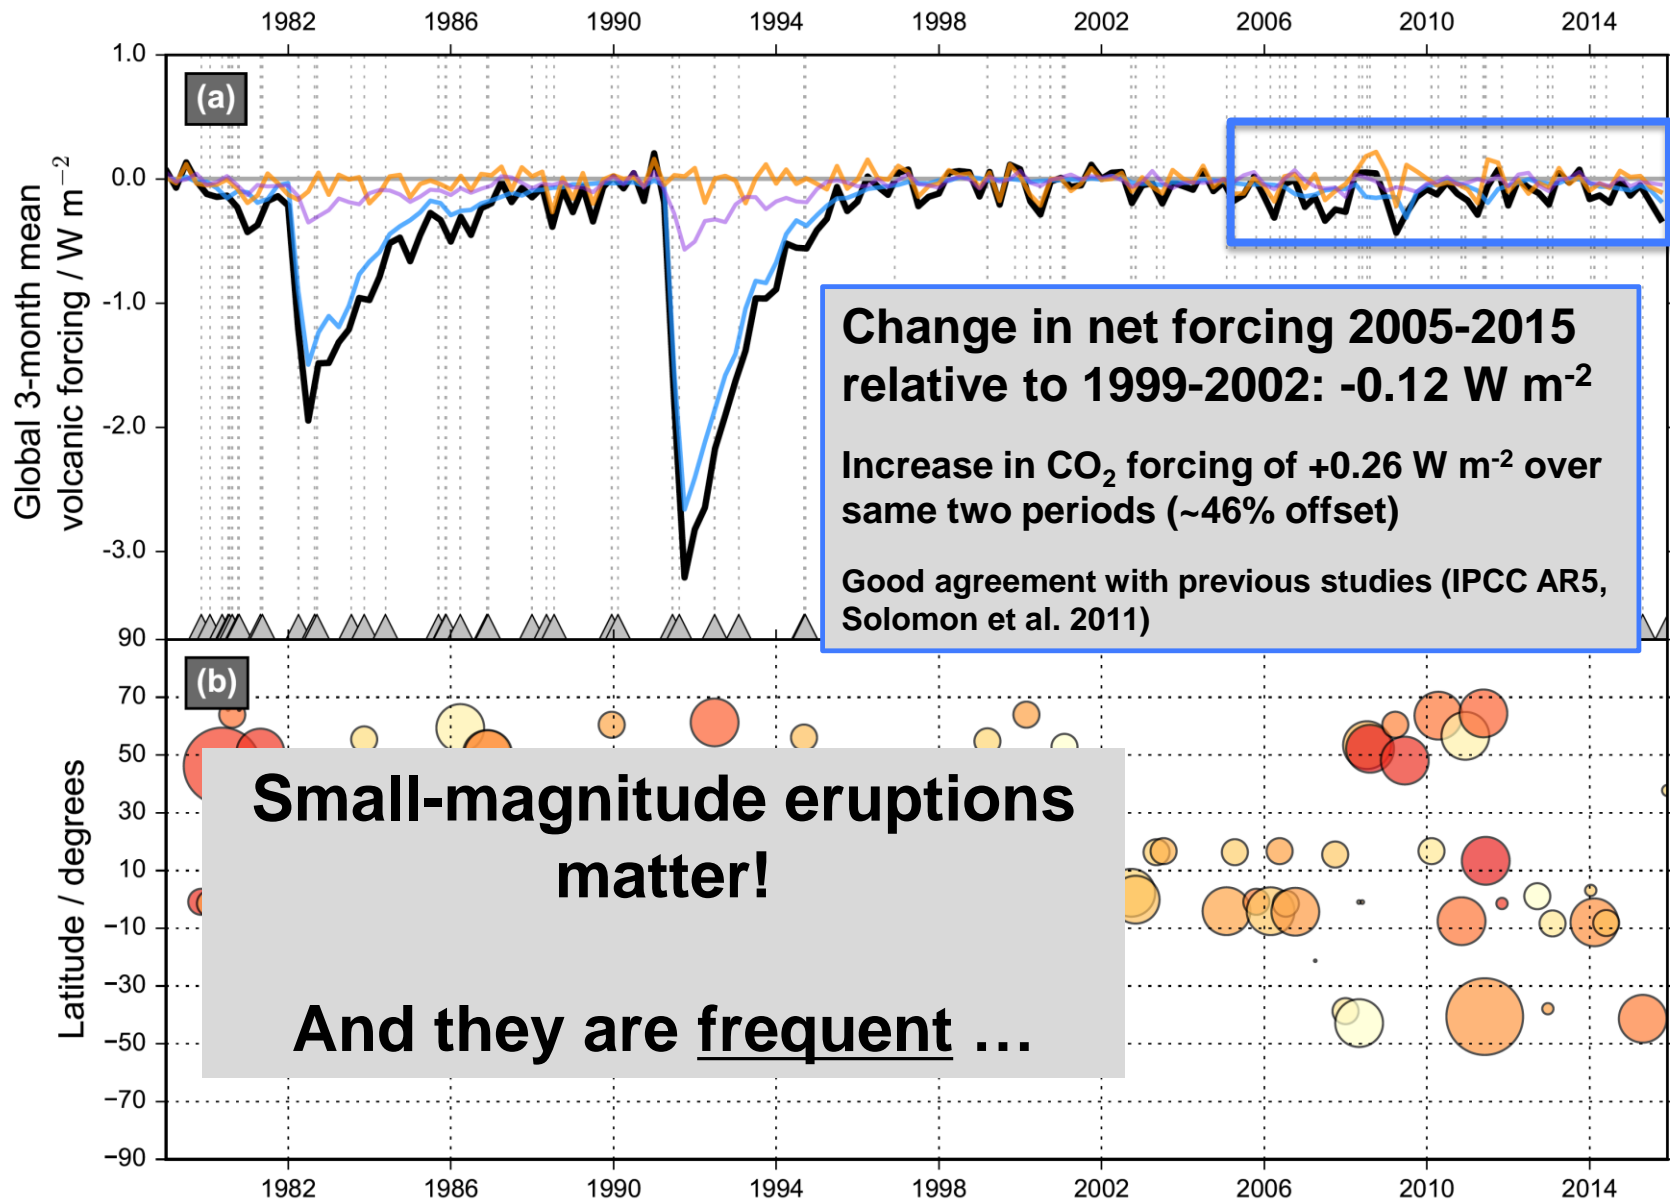 1982 1986 1990 1994 1998 2002 2006 2010 2014
1.0
(a)
0.0
-1.0
-2.0
-3.0
Global 3-month mean
volcanic forcing / W m⁻²
Change in net forcing 2005-2015
relative to 1999-2002: -0.12 W m⁻²
Increase in CO₂ forcing of +0.26 W m⁻² over
same two periods (~46% offset)
Good agreement with previous studies (IPCC AR5,
Solomon et al. 2011)
90
(b)
70
50
30
10
−10
−30
−50
−70
−90
Latitude / degrees
Small-magnitude eruptions
matter!
And they are frequent …
1982 1986 1990 1994 1998 2002 2006 2010 2014